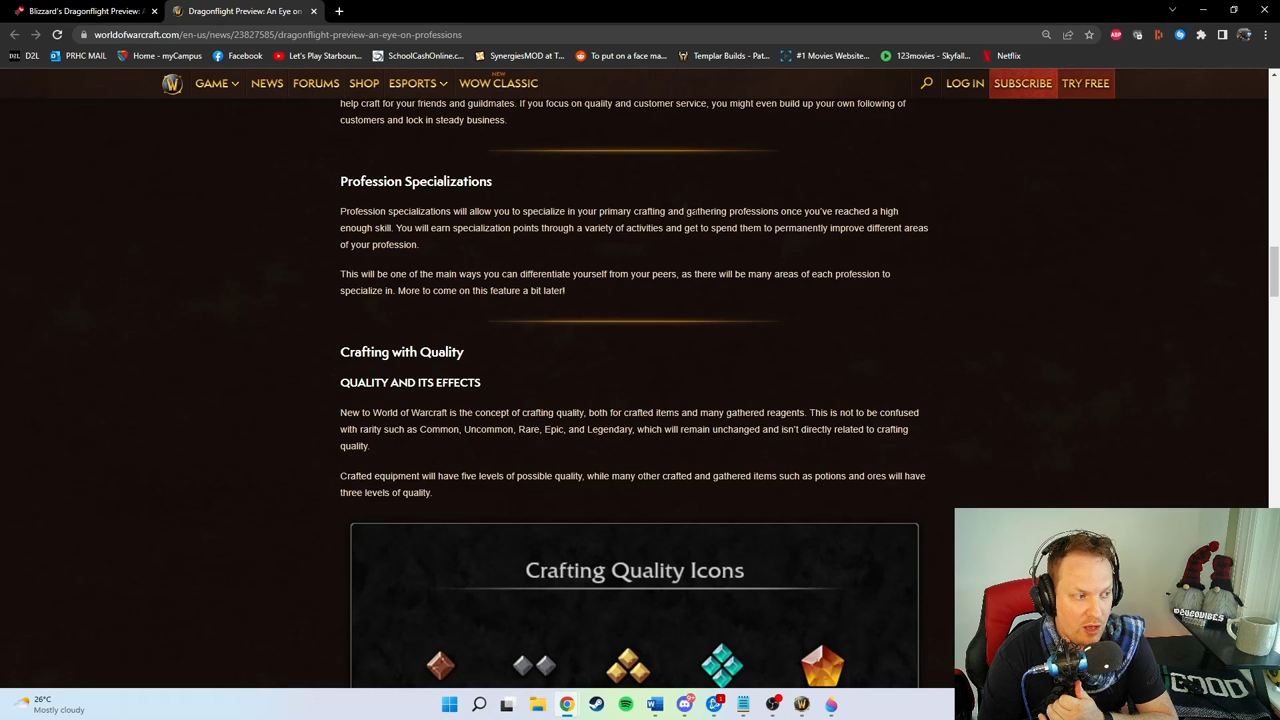 Blizzard's Dragonflight Preview: A
Dragonflight Preview: An Eye on
worldofwarcraft.com/en-us/news/23827585/dragonflight-preview-an-eye-on-professions
D2L PRHC MAIL Home - myCampus Facebook Let's Play Starboun... SchoolCashOnline.c... SynergiesMOD at T... To put on a face ma... Templar Builds - Pat... #1 Movies Website... 123movies - Skyfall... Netflix
GAME NEWS FORUMS SHOP ESPORTS NEW WOW CLASSIC LOG IN SUBSCRIBE TRY FREE
help craft for your friends and guildmates. If you focus on quality and customer service, you might even build up your own following of
customers and lock in steady business.
Profession Specializations
Profession specializations will allow you to specialize in your primary crafting and gathering professions once you've reached a high
enough skill. You will earn specialization points through a variety of activities and get to spend them to permanently improve different areas
of your profession.
This will be one of the main ways you can differentiate yourself from your peers, as there will be many areas of each profession to
specialize in. More to come on this feature a bit later!
Crafting with Quality
QUALITY AND ITS EFFECTS
New to World of Warcraft is the concept of crafting quality, both for crafted items and many gathered reagents. This is not to be confused
with rarity such as Common, Uncommon, Rare, Epic, and Legendary, which will remain unchanged and isn't directly related to crafting
quality.
Crafted equipment will have five levels of possible quality, while many other crafted and gathered items such as potions and ores will have
three levels of quality.
Crafting Quality Icons
GOOD
26°C
Mostly cloudy